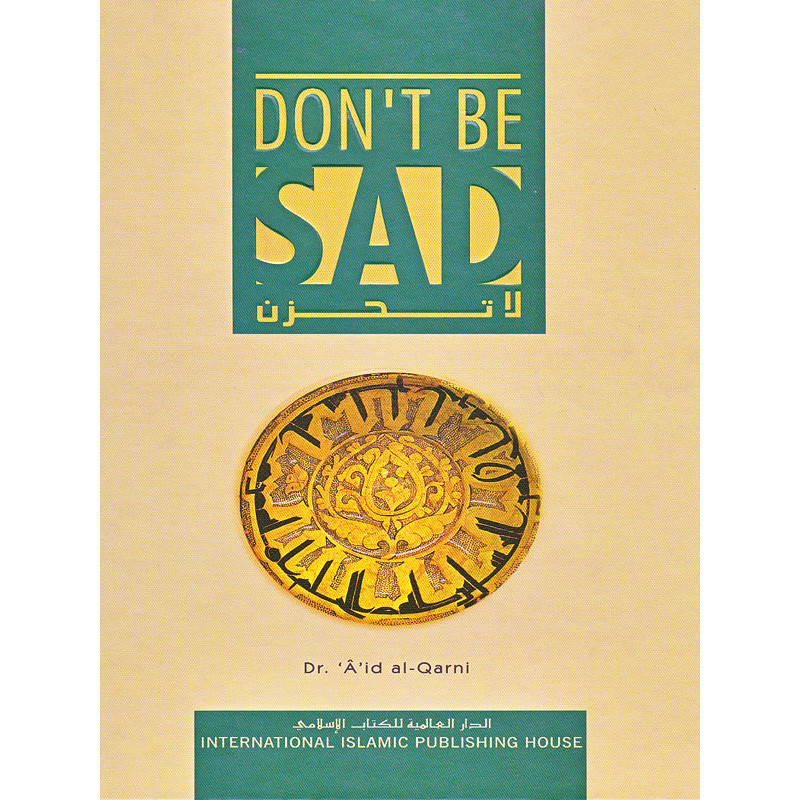 DON'T BE
SAD
لا تحزن
Dr. ‘Â’id al-Qarni
الدار العالمية للكتاب الإسلامي
INTERNATIONAL ISLAMIC PUBLISHING HOUSE